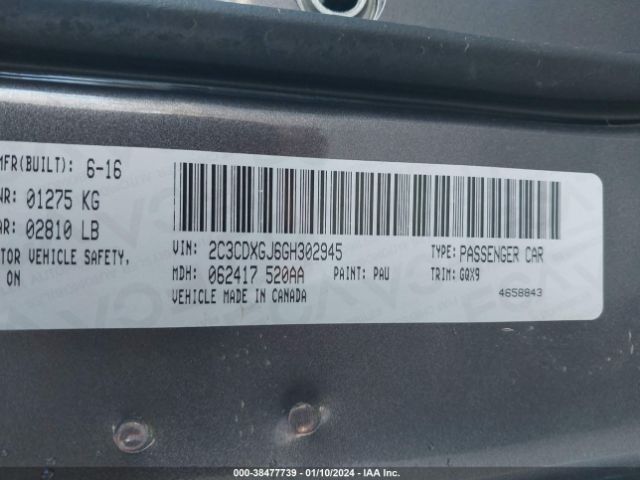 MFR(BUILT): 6-16
WR: 01275 KG
AR: 02810 LB
TOR VEHICLE SAFETY,
ON
VIN: 2C3CDXGJ6GH302945
TYPE: PASSENGER CAR
MDH: 062417 520AA
PAINT: PAU
TRIM: GQX9
VEHICLE MADE IN CANADA
4658843
000-38477739 - 01/10/2024 - IAA Inc.